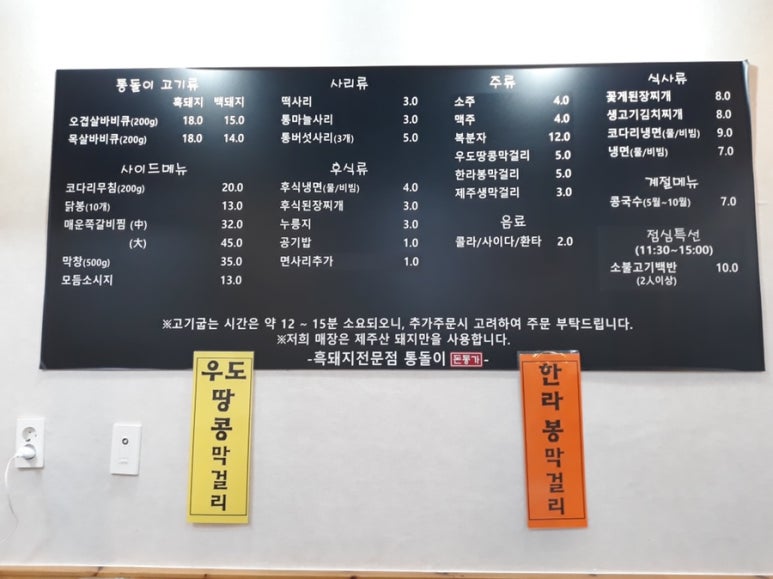 통돌이 고기류
흑돼지 백돼지
오겹살바비큐(200g) 18.0 15.0
목살바비큐(200g) 18.0 14.0
사이드메뉴
코다리무침(200g) 20.0
닭봉(10개) 13.0
매운쪽갈비찜 (中) 32.0
(大) 45.0
막창(500g) 35.0
모듬소시지 13.0
사리류
떡사리 3.0
통마늘사리 3.0
통버섯사리(3개) 5.0
후식류
후식냉면(물/비빔) 4.0
후식된장찌개 3.0
누룽지 3.0
공기밥 1.0
면사리추가 1.0
주류
소주 4.0
맥주 4.0
복분자 12.0
우도땅콩막걸리 5.0
한라봉막걸리 5.0
제주생막걸리 3.0
음료
콜라/사이다/환타 2.0
식사류
꽃게된장찌개 8.0
생고기김치찌개 8.0
코다리냉면(물/비빔) 9.0
냉면(물/비빔) 7.0
계절메뉴
콩국수(5월~10월) 7.0
점심특선
(11:30~15:00)
소불고기백반 10.0
(2人이상)
※고기굽는 시간은 약 12 ~ 15분 소요되오니, 추가주문시 고려하여 주문 부탁드립니다.
※저희 매장은 제주산 돼지만을 사용합니다.
-흑돼지전문점 통돌이 돈통가-
우도땅콩막걸리
한라봉막걸리